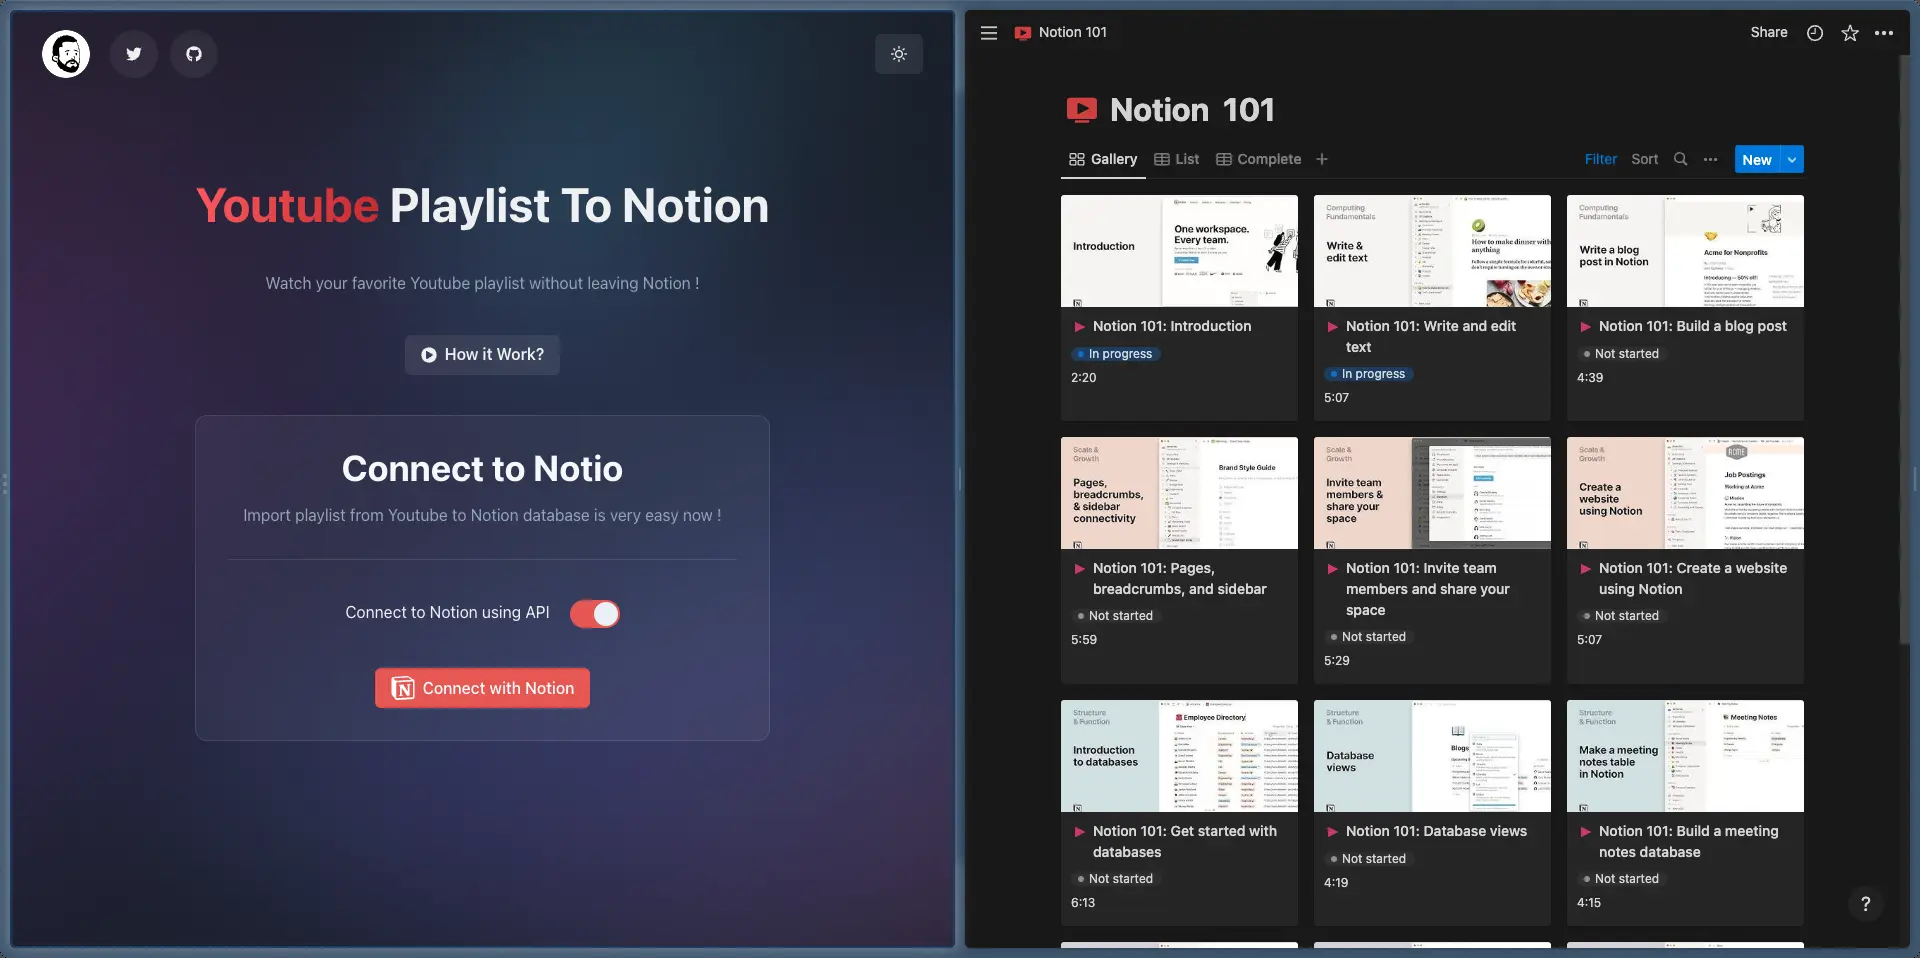 Youtube Playlist To Notion
Watch your favorite Youtube playlist without leaving Notion !
How it Work?
Connect to Notio
Import playlist from Youtube to Notion database is very easy now !
Connect to Notion using API
Connect with Notion
Notion 101
Share
Notion 101
Gallery
List
Complete
Filter
Sort
New
Introduction
One workspace.
Every team.
Notion 101: Introduction
In progress
2:20
Computing
Fundamentals
Write &
edit text
How to make dinner with
anything
Notion 101: Write and edit
text
In progress
5:07
Computing
Fundamentals
Write a blog
post in Notion
Acme for Nonprofits
Introducing — 50% off!
Notion 101: Build a blog post
Not started
4:39
Scale &
Growth
Pages,
breadcrumbs,
& sidebar
connectivity
Brand Style Guide
Notion 101: Pages,
breadcrumbs, and sidebar
Not started
5:59
Scale &
Growth
Invite team
members &
share your
space
Notion 101: Invite team
members and share your
space
Not started
5:29
Scale &
Growth
Create a
website
using Notion
ACME
Job Postings
Working at Acme
Mission
Vision
Notion 101: Create a website
using Notion
Not started
5:07
Structure
& Function
Introduction
to databases
Employee Directory
Notion 101: Get started with
databases
Not started
6:13
Structure
& Function
Database
views
Blogs
Notion 101: Database views
Not started
4:19
Structure
& Function
Make a meeting
notes table
in Notion
Meeting Notes
Notion 101: Build a meeting
notes database
Not started
4:15
?